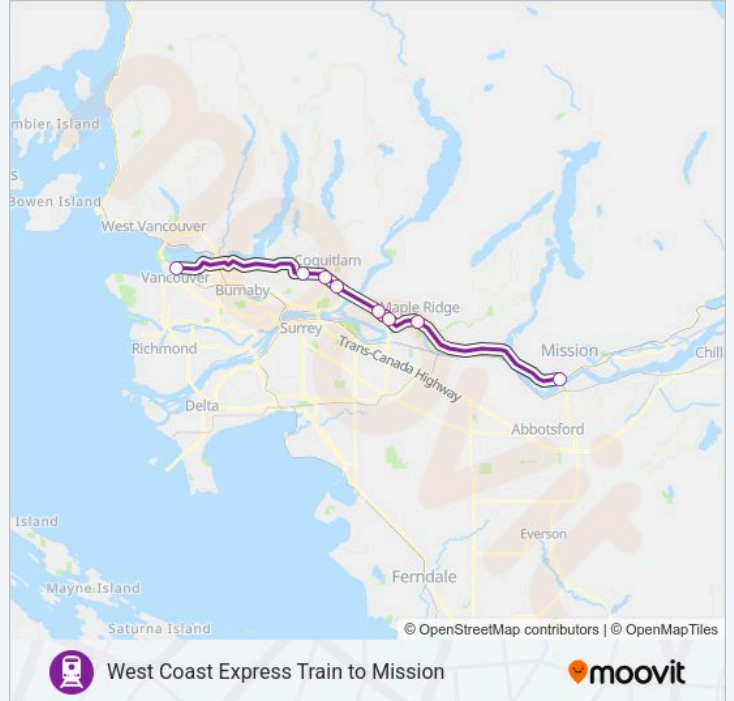 mbier Island
S
Bowen Island
West Vancouver
Coquitlam
Vancouver
Burnaby
Maple Ridge
Surrey
Richmond
Trans-Canada Highway
Mission
Chill
Delta
Abbotsford
Island
Everson
Mayne Island
Ferndale
Saturna Island
© OpenStreetMap contributors | © OpenMapTiles
West Coast Express Train to Mission
moovit